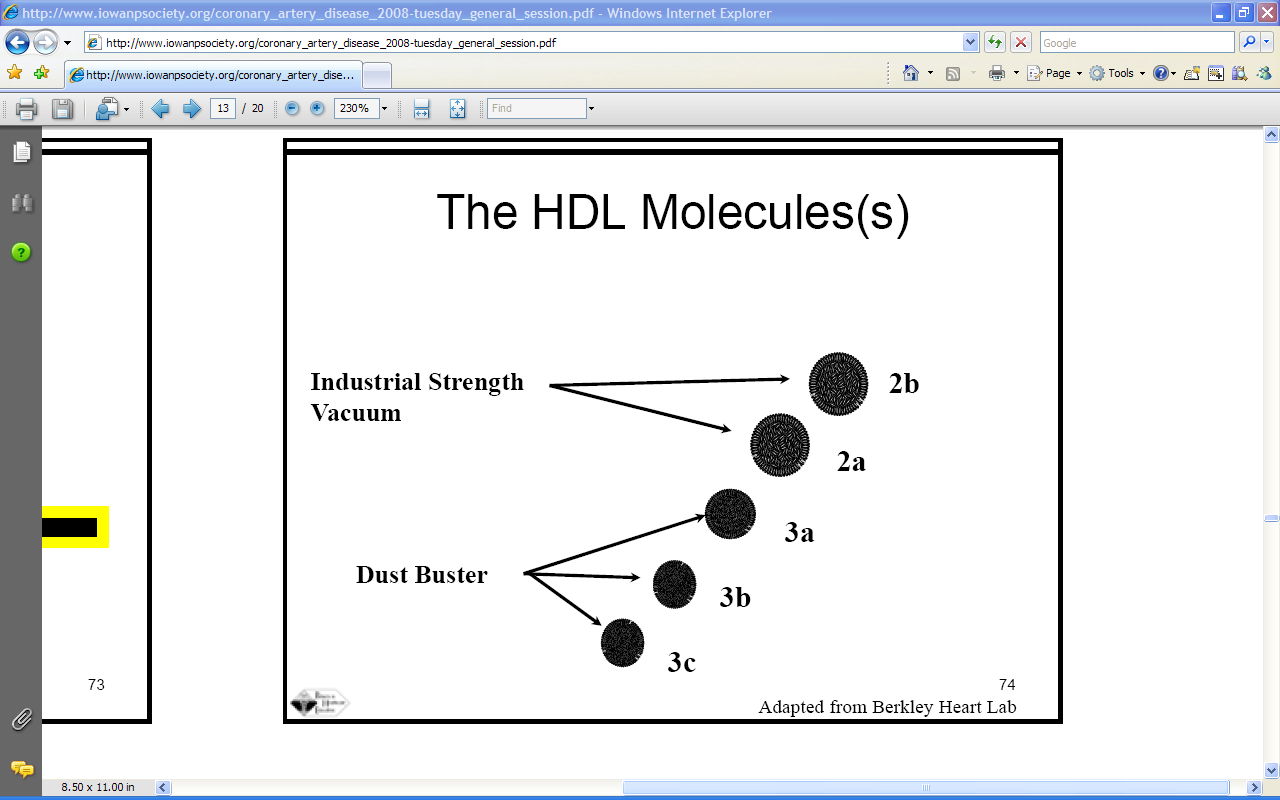 http://www.iowanpsociety.org/coronary_artery_disease_2008-tuesday_general_session.pdf - Windows Internet Explorer
http://www.iowanpsociety.org/coronary_artery_disease_2008-tuesday_general_session.pdf
Google
http://www.iowanpsociety.org/coronary_artery_dise...
Page
Tools
13 / 20
230%
Find
The HDL Molecules(s)
Industrial Strength
Vacuum
2b
2a
3a
Dust Buster
3b
3c
73
74
Adapted from Berkley Heart Lab
8.50 x 11.00 in